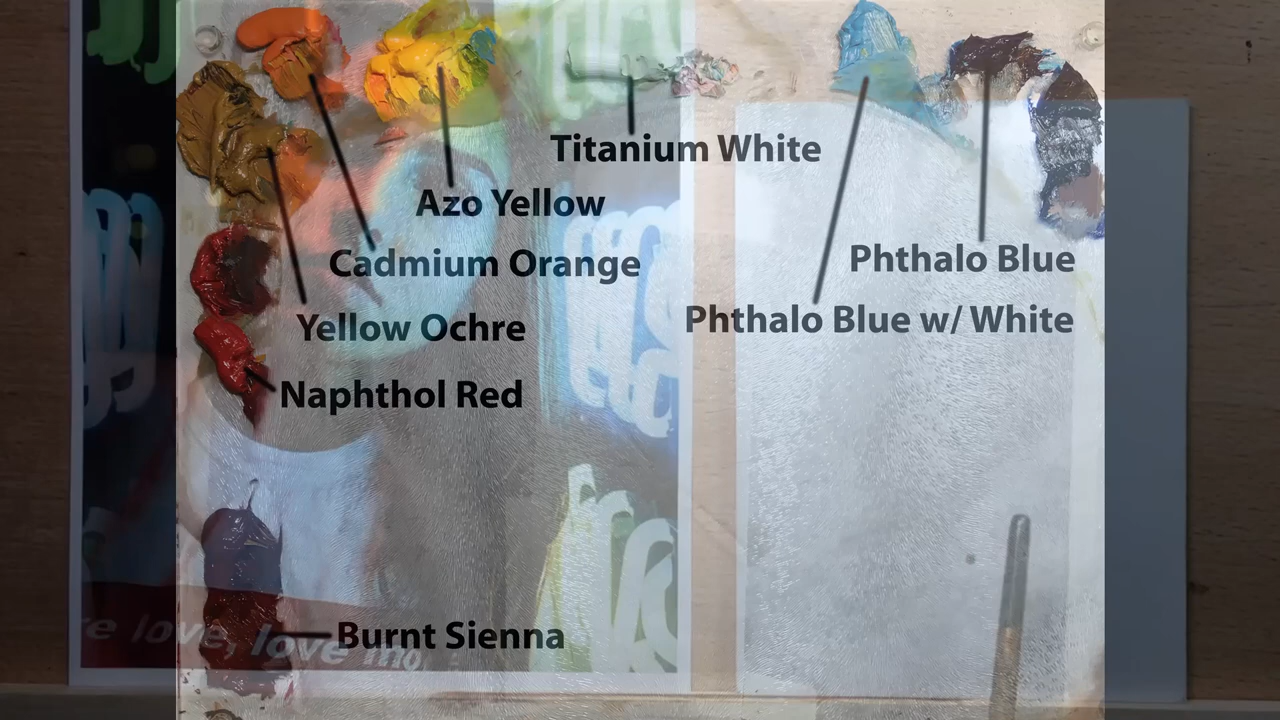 Titanium White
Azo Yellow
Cadmium Orange
Phthalo Blue
Yellow Ochre
Phthalo Blue w/ White
Naphthol Red
Burnt Sienna
love, love